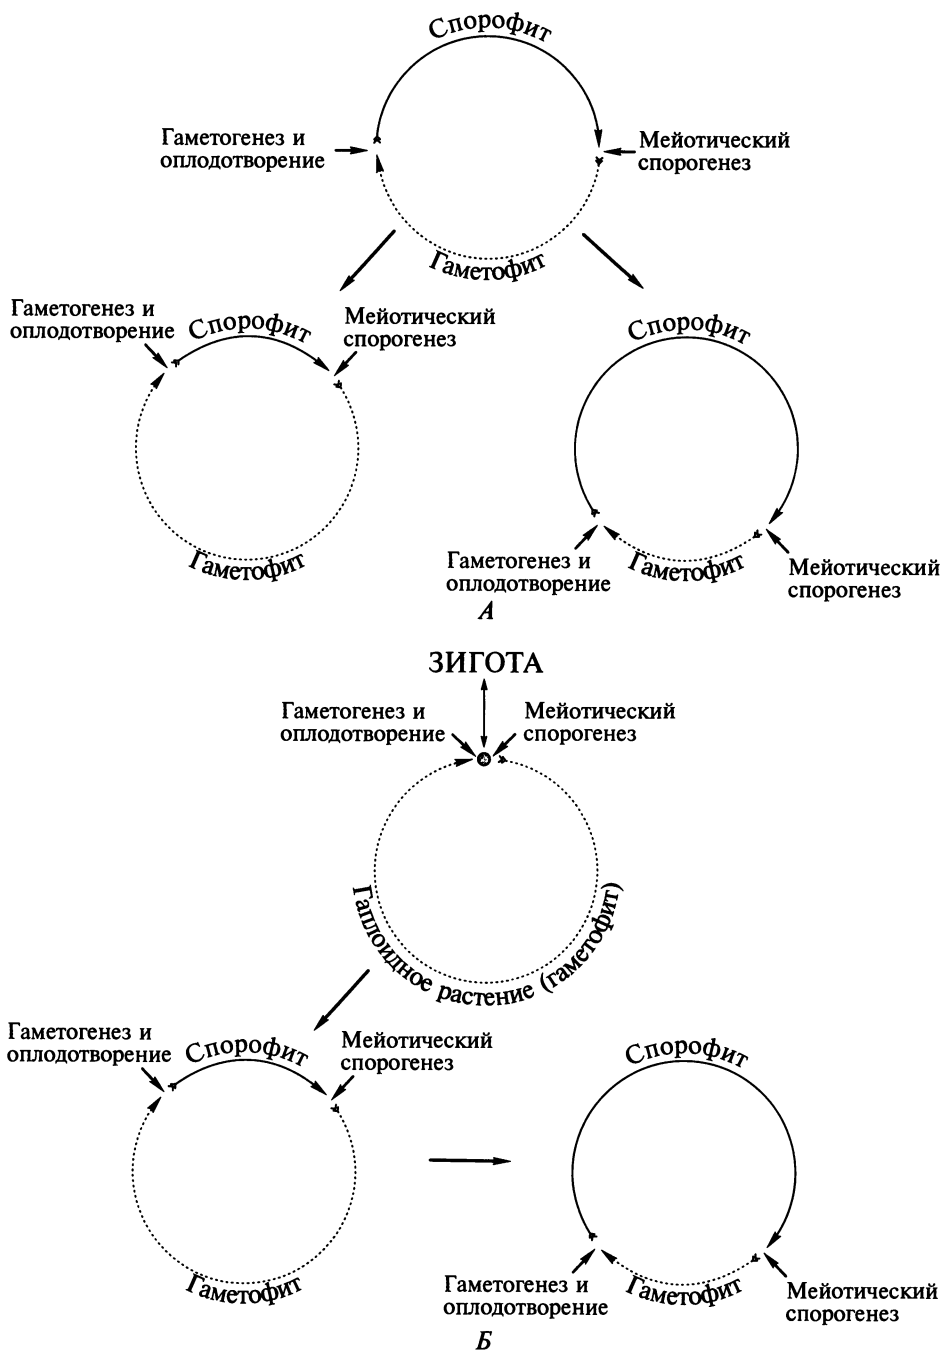 Спорофит
Гаметогенез и
оплодотворение
Мейотический
спорогенез
Гаметофит
Гаметогенез и
оплодотворение
Спорофит
Мейотический
спорогенез
Гаметофит
Спорофит
Гаметогенез и
оплодотворение
Гаметофит
Мейотический
спорогенез
А
ЗИГОТА
Гаметогенез и
оплодотворение
Мейотический
спорогенез
Гаплоидное растение (гаметофит)
Гаметогенез и
оплодотворение
Спорофит
Мейотический
спорогенез
Гаметофит
Спорофит
Гаметогенез и
оплодотворение
Гаметофит
Мейотический
спорогенез
Б